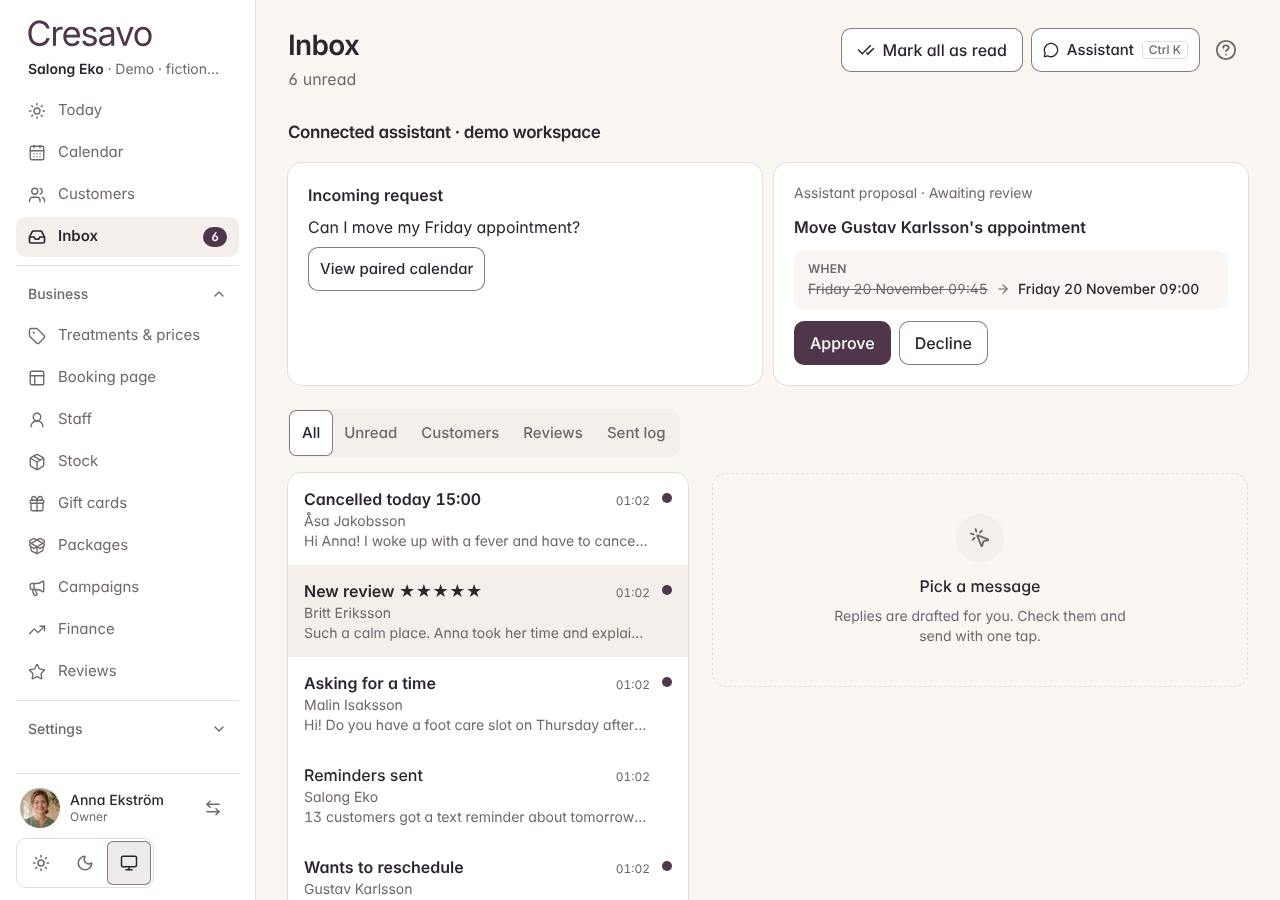 Cresavo
Salong Eko · Demo · fiction...
Today
Calendar
Customers
Inbox 6
Business
Treatments & prices
Booking page
Staff
Stock
Gift cards
Packages
Campaigns
Finance
Reviews
Settings
Anna Ekström
Owner
Inbox
6 unread
Mark all as read
Assistant Ctrl K
Connected assistant · demo workspace
Incoming request
Can I move my Friday appointment?
View paired calendar
Assistant proposal · Awaiting review
Move Gustav Karlsson's appointment
WHEN
Friday 20 November 09:45 → Friday 20 November 09:00
Approve
Decline
All Unread Customers Reviews Sent log
Cancelled today 15:00 01:02
Åsa Jakobsson
Hi Anna! I woke up with a fever and have to cance...
New review ★★★★★ 01:02
Britt Eriksson
Such a calm place. Anna took her time and explai...
Asking for a time 01:02
Malin Isaksson
Hi! Do you have a foot care slot on Thursday after...
Reminders sent 01:02
Salong Eko
13 customers got a text reminder about tomorrow...
Wants to reschedule 01:02
Gustav Karlsson
Pick a message
Replies are drafted for you. Check them and
send with one tap.